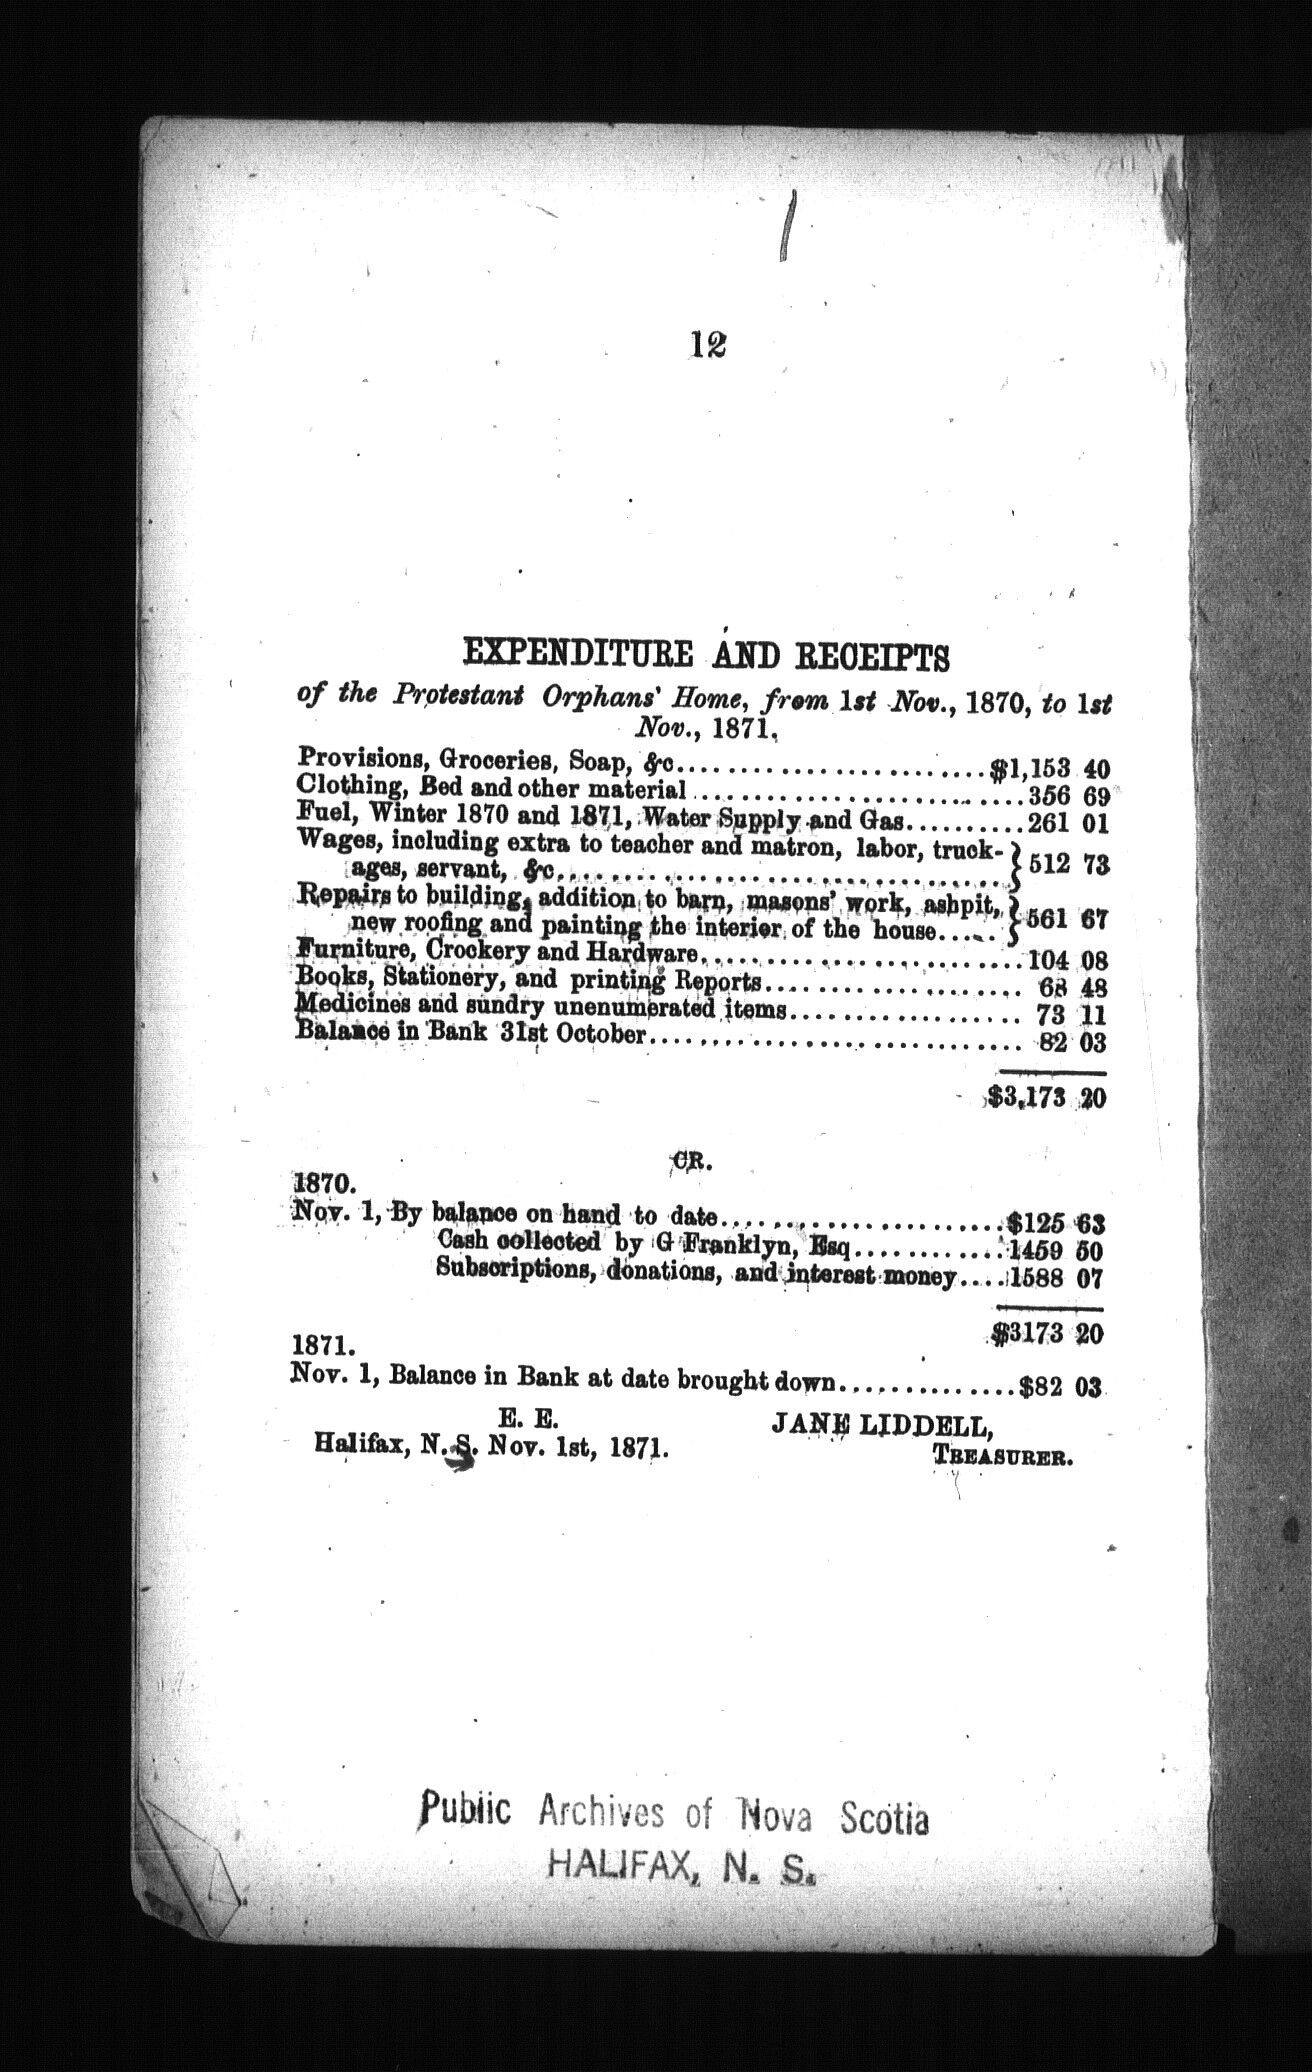 12
EXPENDITURE AND RECEIPTS
of the Protestant Orphans' Home, from 1st Nov., 1870, to 1st
Nov., 1871.
Provisions, Groceries, Soap, &c........................$1,153 40
Clothing, Bed and other material..........................356 69
Fuel, Winter 1870 and 1871, Water Supply and Gas..........261 01
Wages, including extra to teacher and matron, labor, truck-
ages, servant, &c.................................. } 512 73
Repairs to building, addition to barn, masons' work, ashpit,
new roofing and painting the interior of the house...... } 561 67
Furniture, Crockery and Hardware.........................104 08
Books, Stationery, and printing Reports.................... 68 48
Medicines and sundry unenumerated items.................. 73 11
Balance in Bank 31st October............................. 82 03
$3,173 20
CR.
1870.
Nov. 1, By balance on hand to date......................$125 63
Cash collected by G Franklyn, Esq............1459 50
Subscriptions, donations, and interest money....1588 07
$3173 20
1871.
Nov. 1, Balance in Bank at date brought down..............$82 03
E. E. JANE LIDDELL,
Halifax, N. S. Nov. 1st, 1871. TREASURER.
Public Archives of Nova Scotia
HALIFAX, N. S.